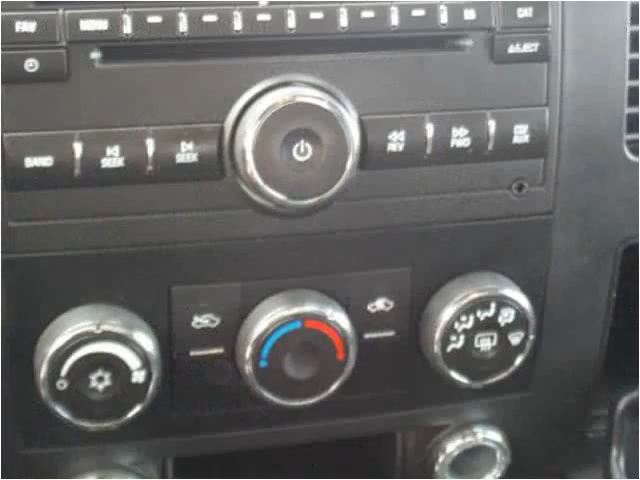 FAV
MENU
CAT
EJECT
BAND
SEEK
SEEK
REV
FWD
AUX